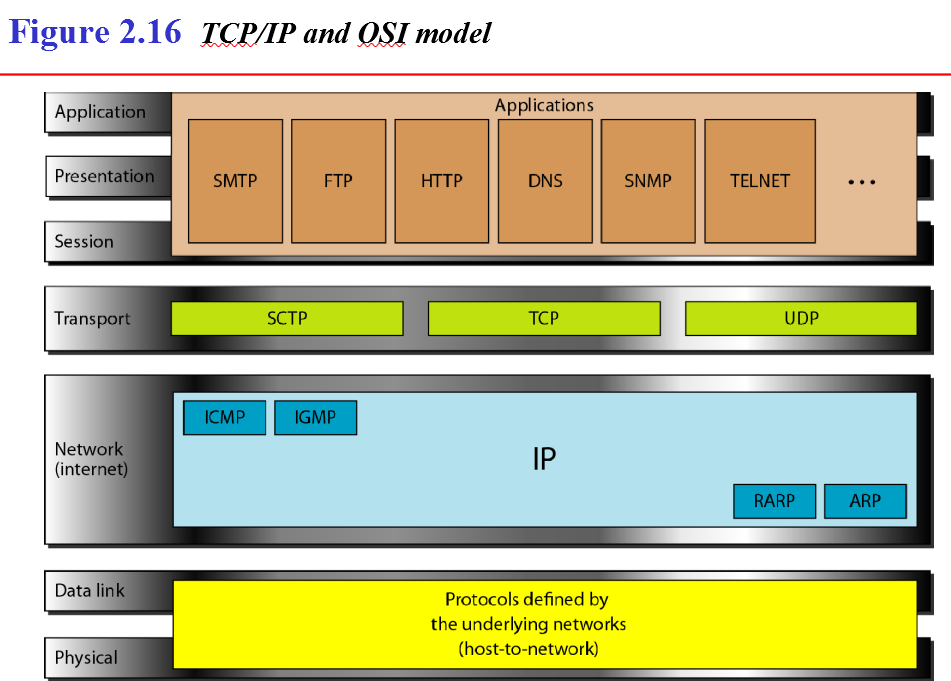 Figure 2.16 TCP/IP and OSI model
Application
Applications
Presentation
SMTP
FTP
HTTP
DNS
SNMP
TELNET
...
Session
Transport
SCTP
TCP
UDP
Network
(internet)
ICMP
IGMP
IP
RARP
ARP
Data link
Protocols defined by
the underlying networks
(host-to-network)
Physical